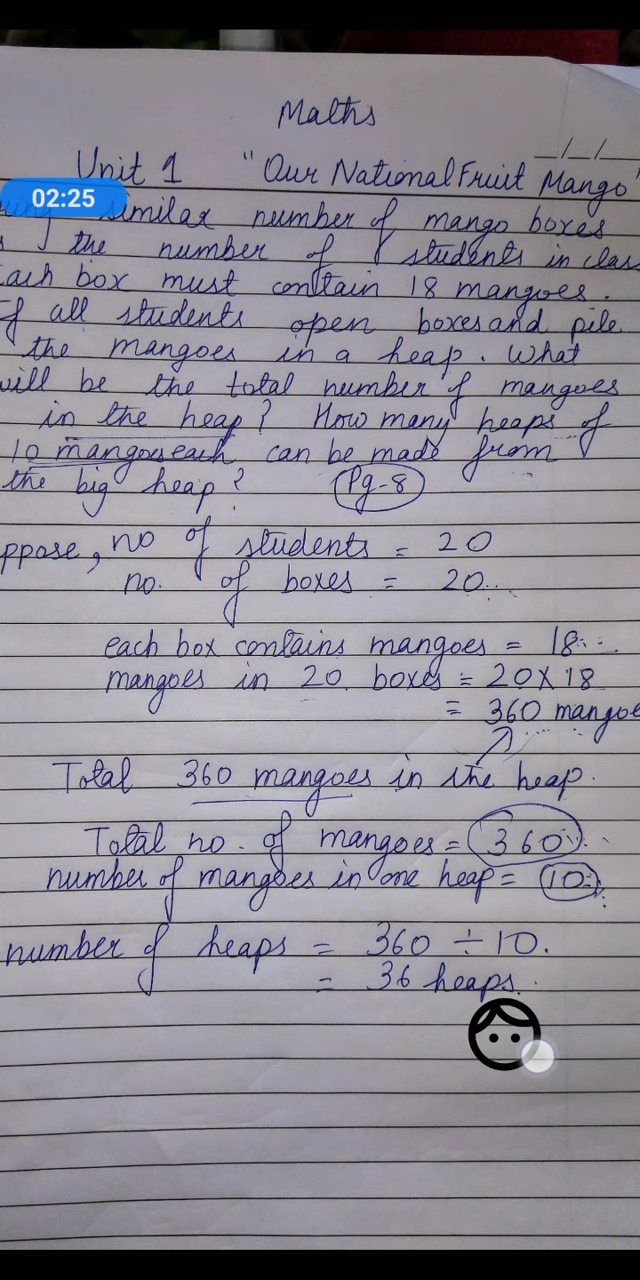 Maths
_/_/_
Unit 1 "Our National Fruit Mango"
02:25
similar number of mango boxes
the number of students in clas
ach box must contain 18 mangoes.
f all students open boxes and pile
the mangoes in a heap. What
will be the total number of mangoes
in the heap? How many heaps of
10 mangoes each can be made from
the big heap? Pg-8
ppose, no of students = 20
no. of boxes = 20
each box contains mangoes = 18
mangoes in 20 boxes = 20 X 18
= 360 mangoe
Total 360 mangoes in the heap.
Total no. of mangoes = 360
number of mangoes in one heap = 10
number of heaps = 360 ÷ 10.
= 36 heaps.